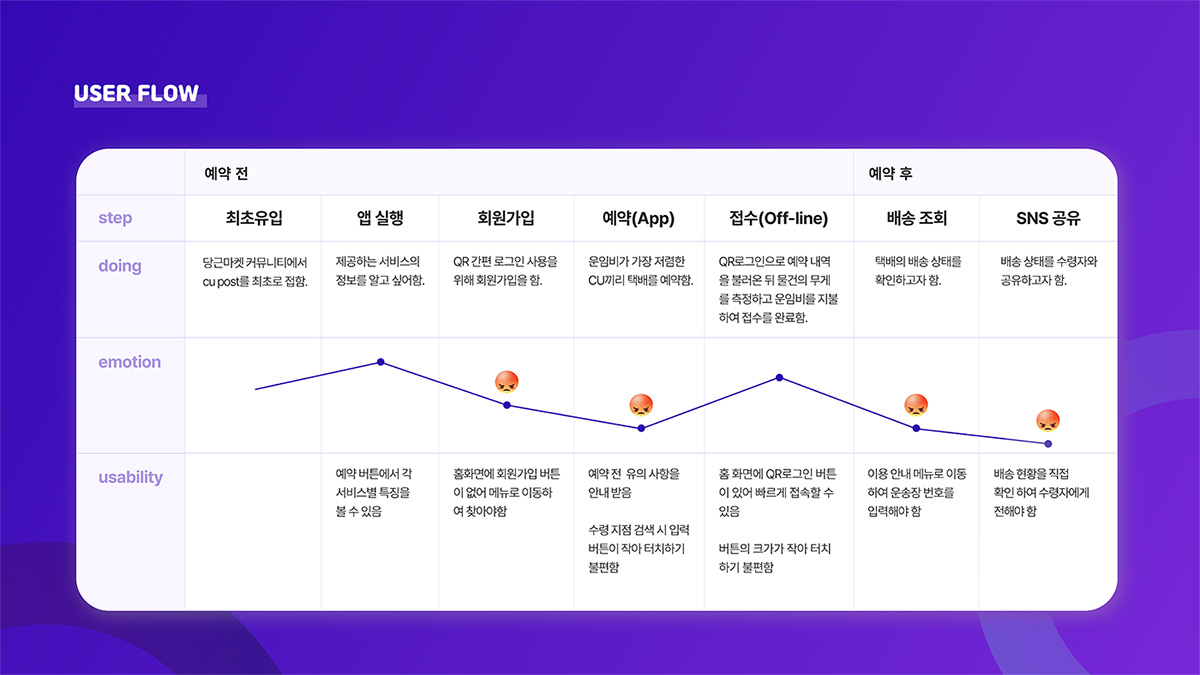 USER FLOW
예약 전
예약 후
step
최초유입
앱 실행
회원가입
예약(App)
접수(Off-line)
배송 조회
SNS 공유
doing
당근마켓 커뮤니티에서
cu post를 최초로 접함.
제공하는 서비스의
정보를 알고 싶어함.
QR 간편 로그인 사용을
위해 회원가입을 함.
운임비가 가장 저렴한
CU끼리 택배를 예약함.
QR로그인으로 예약 내역
을 불러온 뒤 물건의 무게
를 측정하고 운임비를 지불
하여 접수를 완료함.
택배의 배송 상태를
확인하고자 함.
배송 상태를 수령자와
공유하고자 함.
emotion
usability
예약 버튼에서 각
서비스별 특징을
볼 수 있음
홈화면에 회원가입 버튼
이 없어 메뉴로 이동하
여 찾아야함
예약 전 유의 사항을
안내 받음
수령 지점 검색 시 입력
버튼이 작아 터치하기
불편함
홈 화면에 QR로그인 버튼
이 있어 빠르게 접속할 수
있음
버튼의 크가가 작아 터치
하기 불편함
이용 안내 메뉴로 이동
하여 운송장 번호를
입력해야 함
배송 현황을 직접
확인 하여 수령자에게
전해야 함